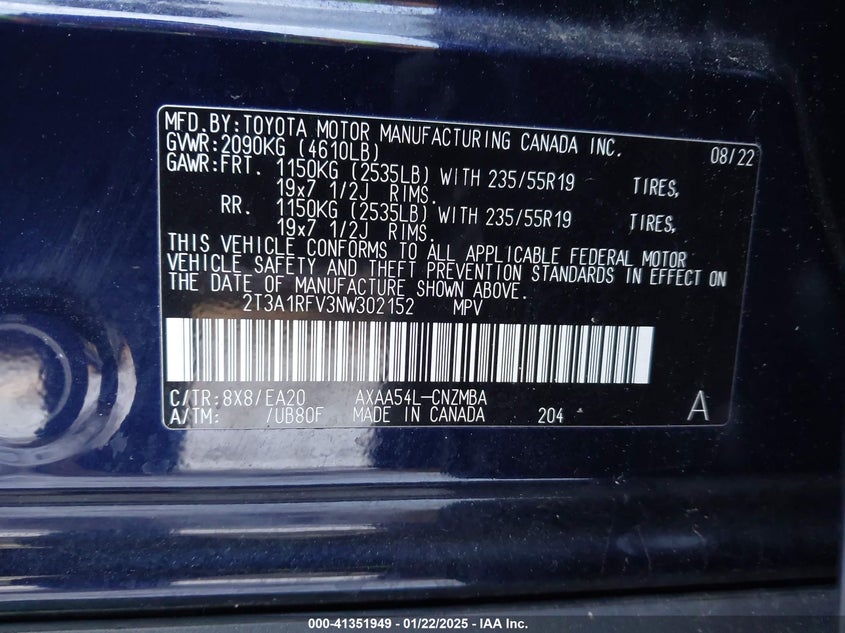 MFD.BY:TOYOTA MOTOR MANUFACTURING CANADA INC. 08/22
GVWR:2090KG (4610LB)
GAWR:FRT. 1150KG (2535LB) WITH 235/55R19 TIRES,
19x7 1/2J RIMS.
RR. 1150KG (2535LB) WITH 235/55R19 TIRES,
19x7 1/2J RIMS.
THIS VEHICLE CONFORMS TO ALL APPLICABLE FEDERAL MOTOR
VEHICLE SAFETY AND THEFT PREVENTION STANDARDS IN EFFECT ON
THE DATE OF MANUFACTURE SHOWN ABOVE.
2T3A1RFV3NW302152 MPV
C/TR:8X8/EA20 AXAA54L-CNZMBA
A/TM: /UB80F MADE IN CANADA 204 A
000-41351949 - 01/22/2025 - IAA Inc.